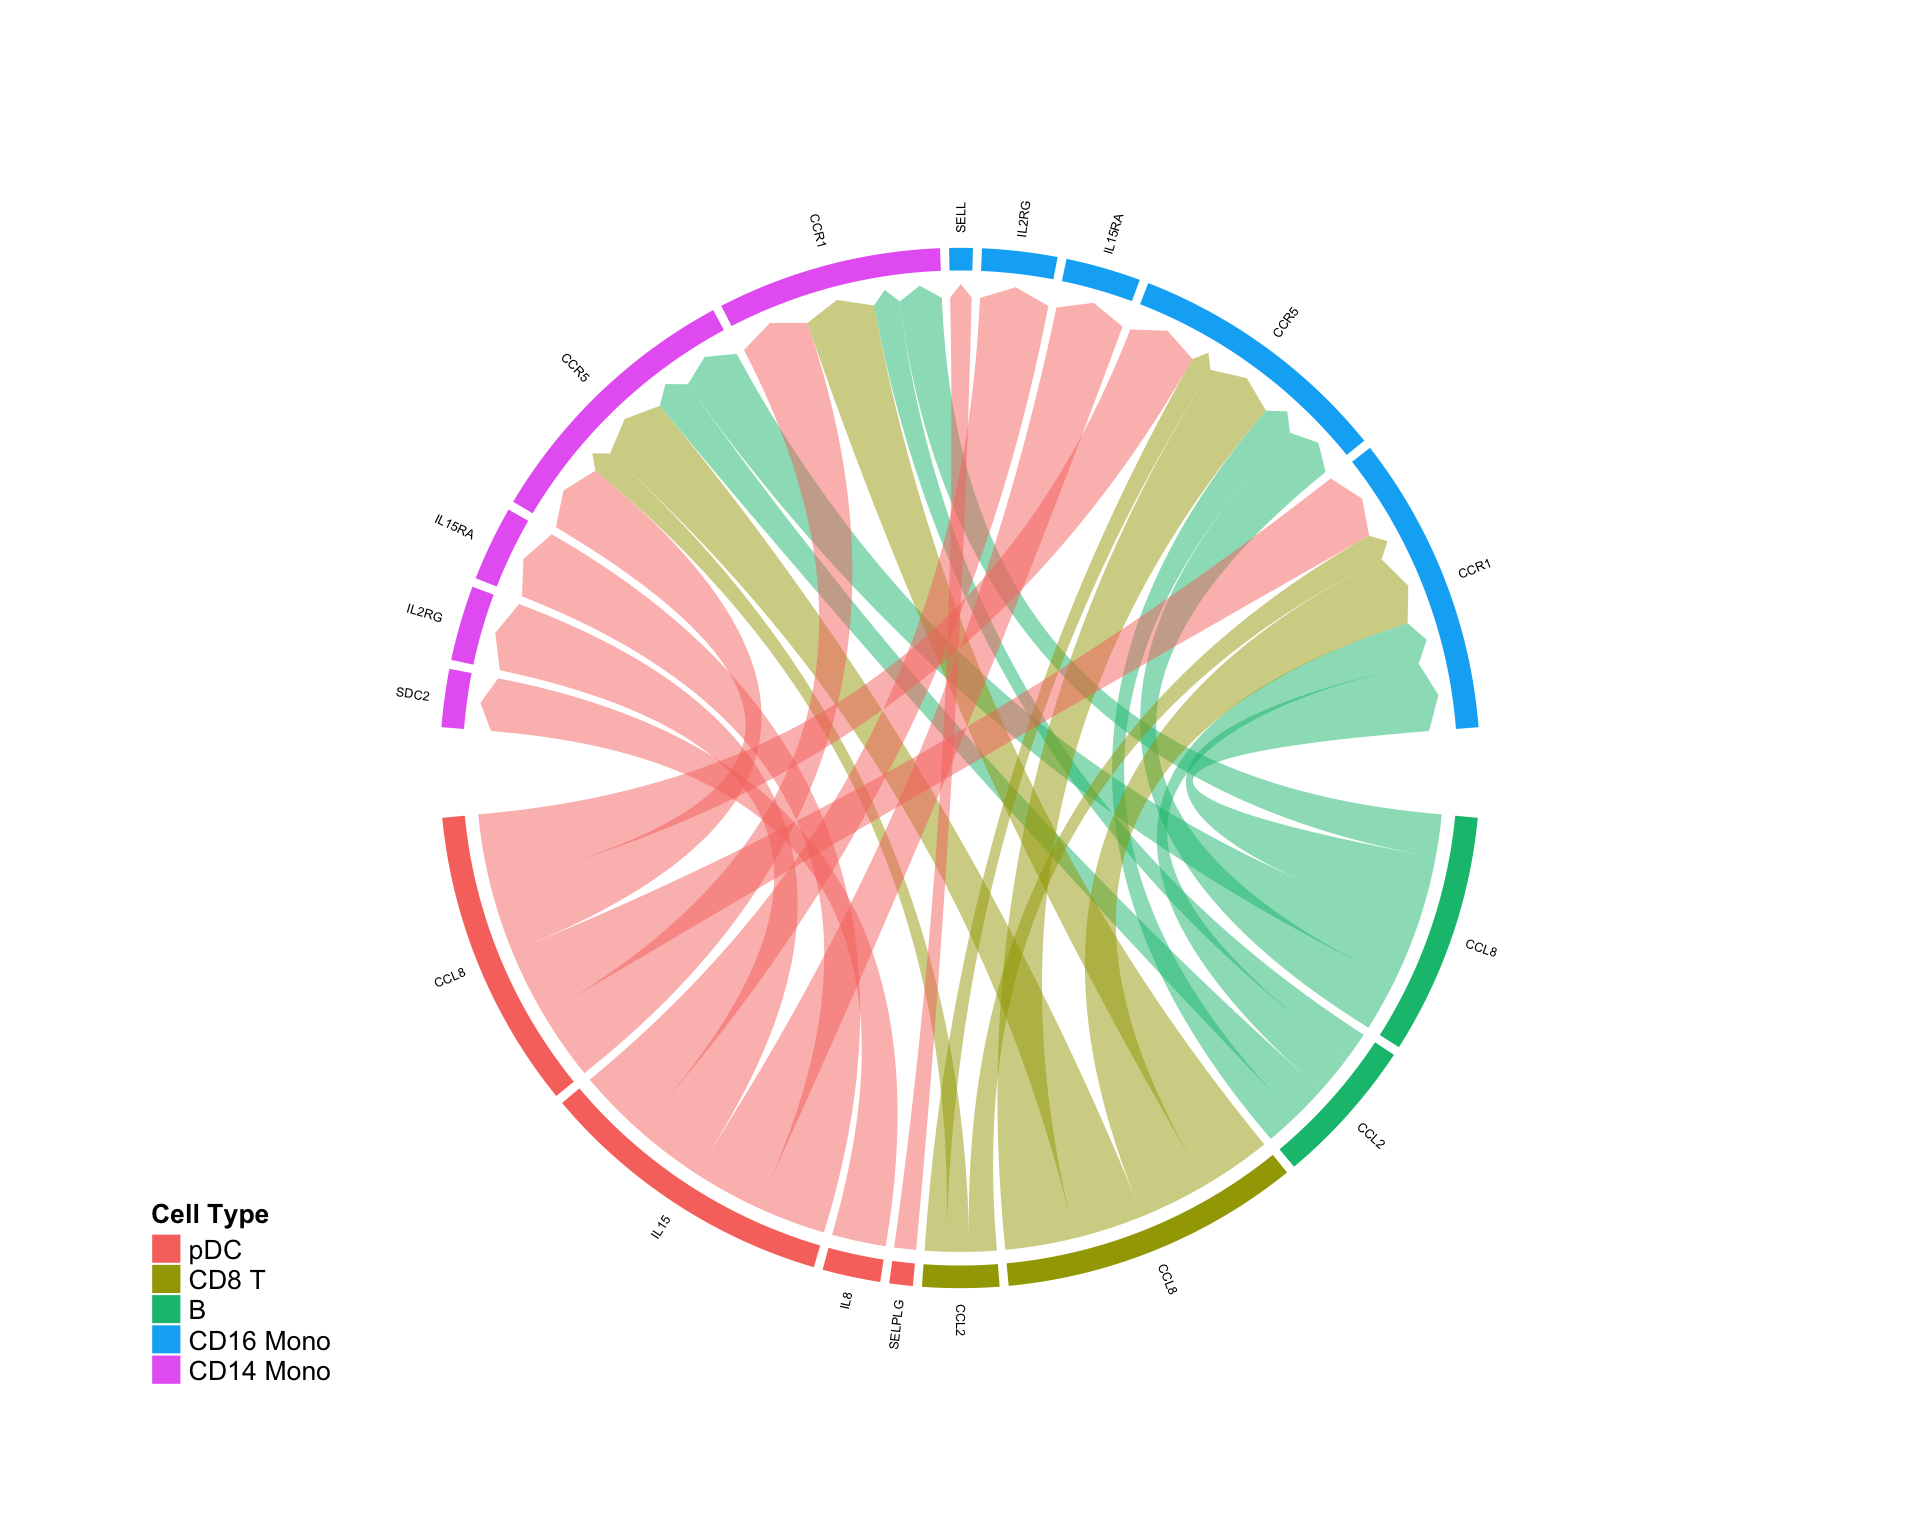 SELL
IL2RG
IL15RA
CCR5
CCR1
CCL8
CCL2
CCL8
CCL2
SELPLG
IL8
IL15
CCL8
SDC2
IL2RG
IL15RA
CCR5
CCR1
Cell Type
pDC
CD8 T
B
CD16 Mono
CD14 Mono